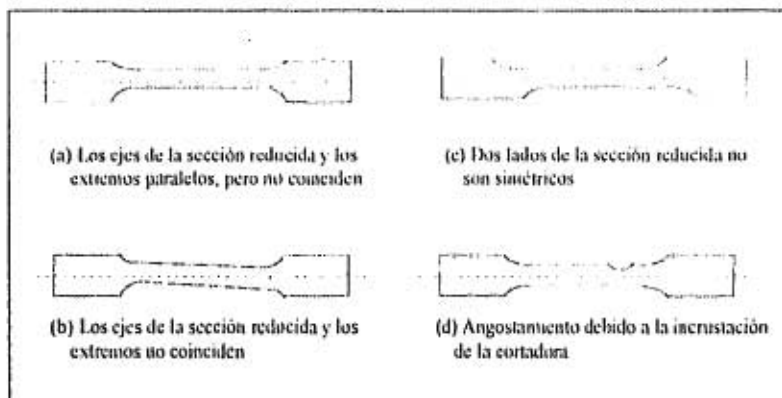 (a) Los ejes de la sección reducida y los
extremos paralelos, pero no coinciden
(c) Dos lados de la sección reducida no
son simétricos
(b) Los ejes de la sección reducida y los
extremos no coinciden
(d) Angostamiento debido a la incrustación
de la cortadora